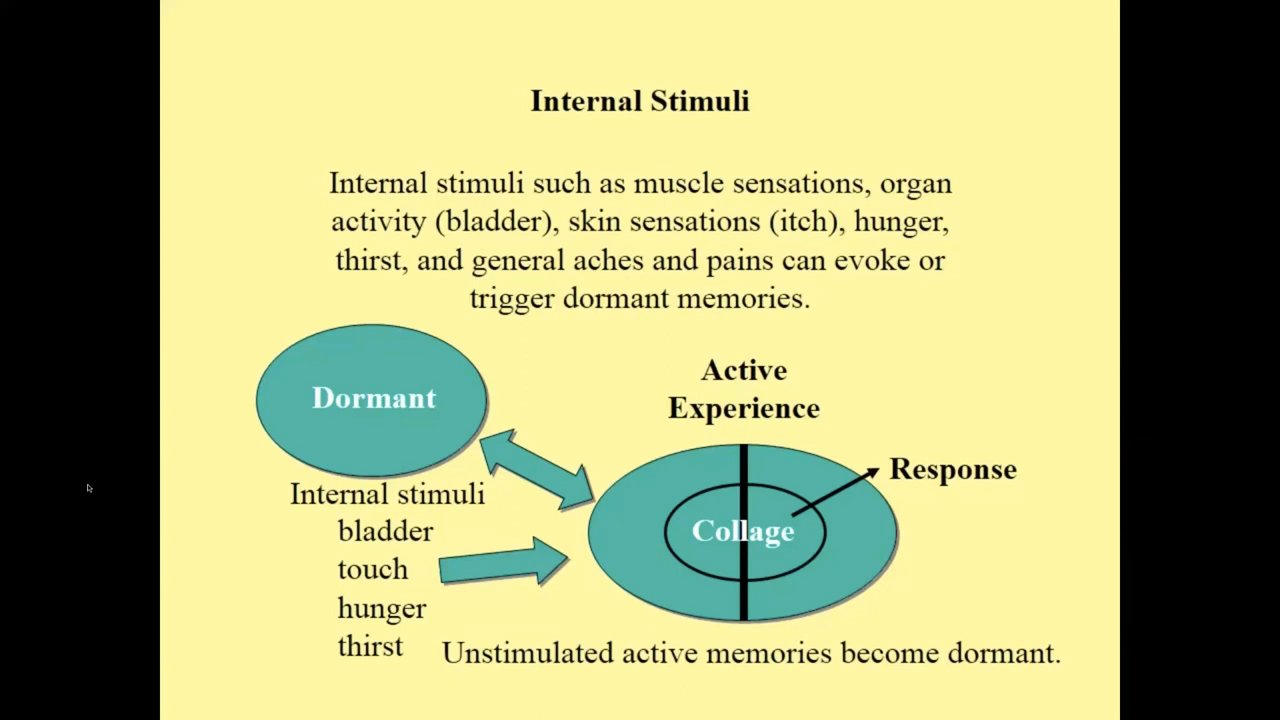 Internal Stimuli
Internal stimuli such as muscle sensations, organ
activity (bladder), skin sensations (itch), hunger,
thirst, and general aches and pains can evoke or
trigger dormant memories.
Dormant
Active
Experience
Response
Collage
Internal stimuli
bladder
touch
hunger
thirst
Unstimulated active memories become dormant.